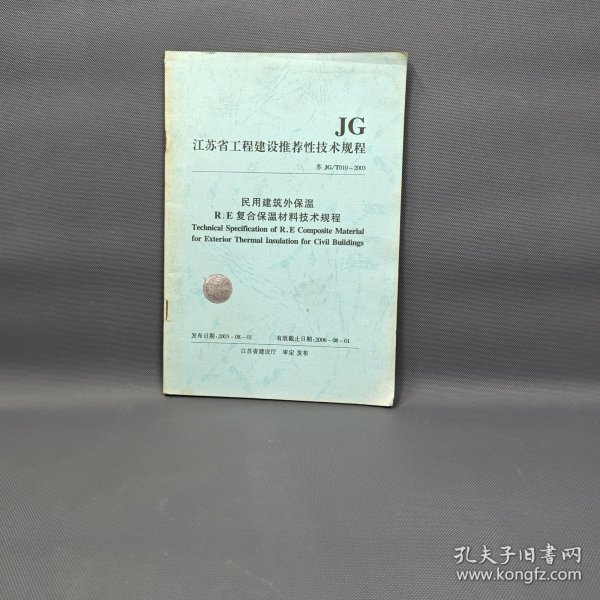 JG
江苏省工程建设推荐性技术规程
苏 JG/T010-2003
民用建筑外保温
R.E复合保温材料技术规程
Technical Specification of R.E Composite Material
for Exterior Thermal Insulation for Civil Buildings
发布日期:2003-08-01 有效截止日期:2006-08-01
江苏省建设厅 审定 发布
孔夫子旧书网
www.kongfz.com